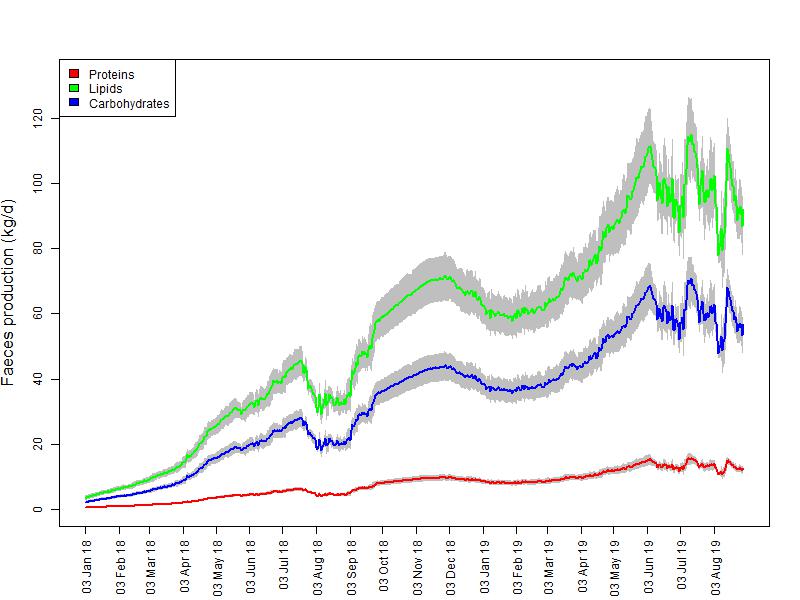 Proteins
Lipids
Carbohydrates
Faeces production (kg/d)
120
100
80
60
40
20
0
03 Jan 18
03 Feb 18
03 Mar 18
03 Apr 18
03 May 18
03 Jun 18
03 Jul 18
03 Aug 18
03 Sep 18
03 Oct 18
03 Nov 18
03 Dec 18
03 Jan 19
03 Feb 19
03 Mar 19
03 Apr 19
03 May 19
03 Jun 19
03 Jul 19
03 Aug 19